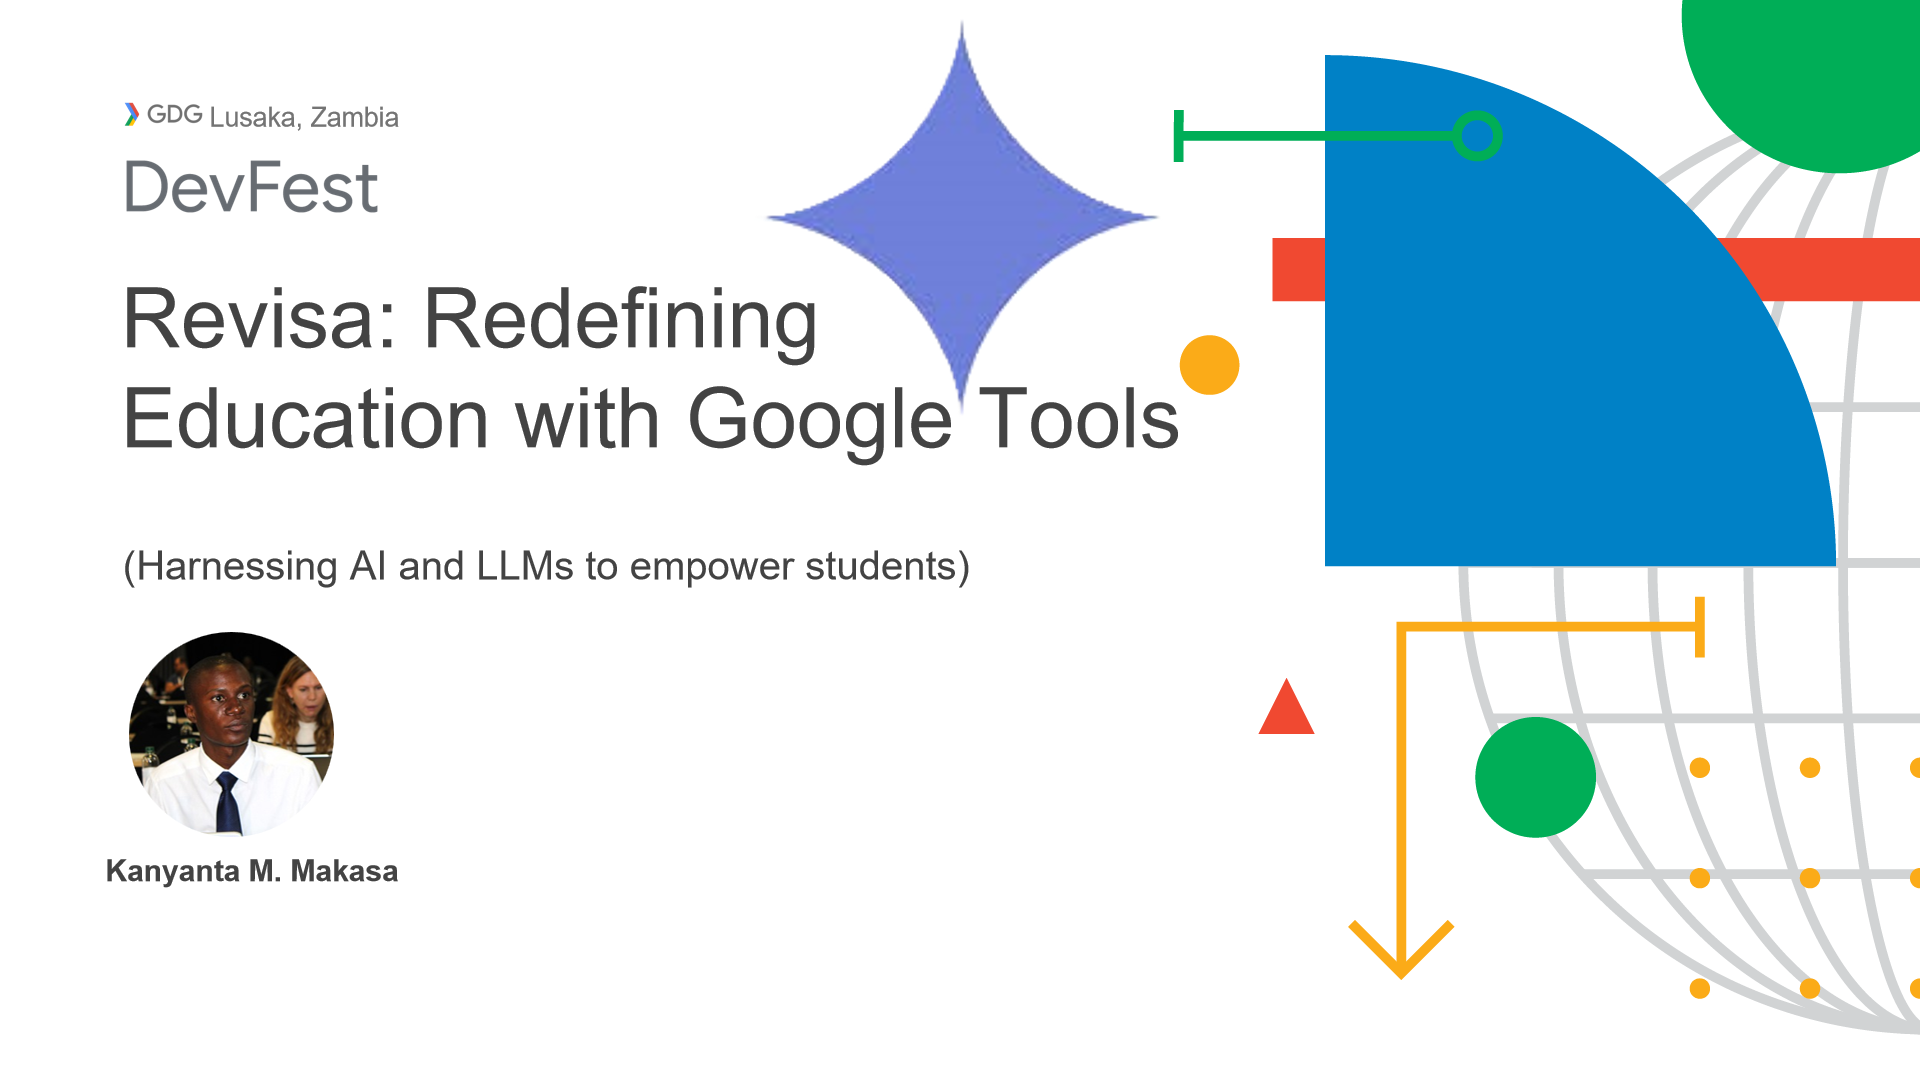 GDG Lusaka, Zambia
DevFest
Revisa: Redefining
Education with Google Tools
(Harnessing AI and LLMs to empower students)
Kanyanta M. Makasa